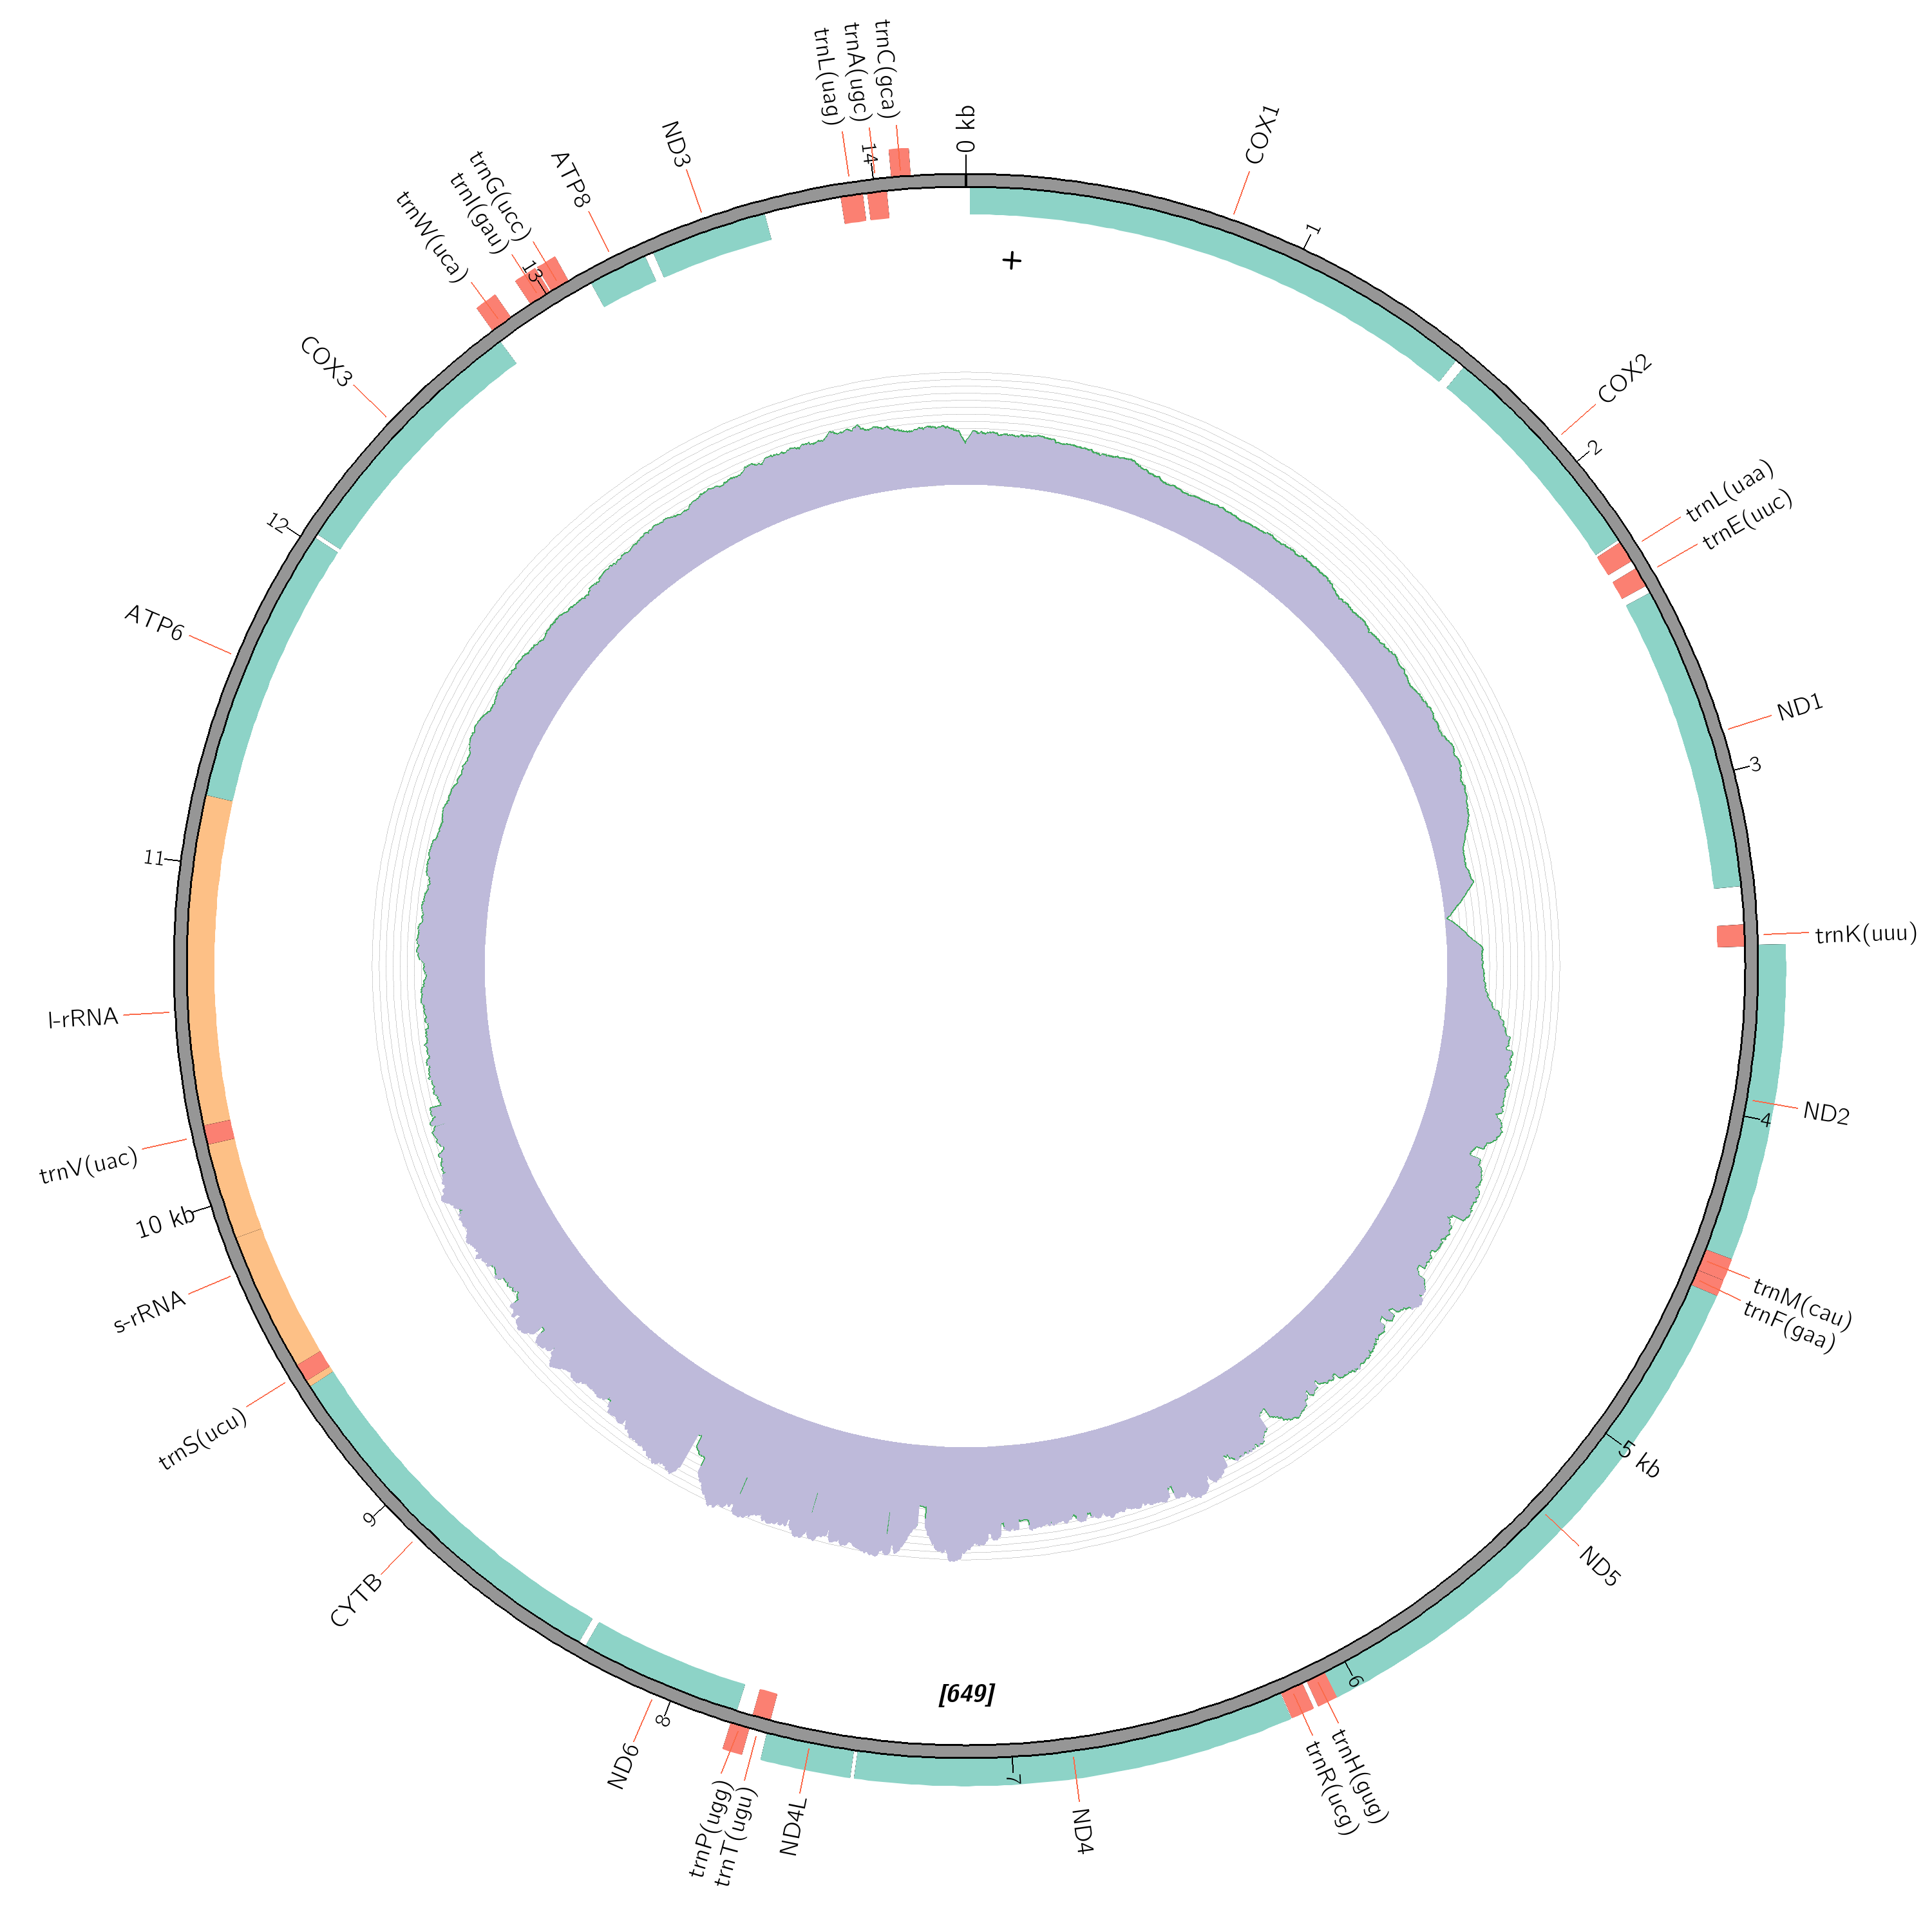 0 kb
COX1
+
1
COX2
2
trnL(uaa)
trnE(uuc)
ND1
3
trnK(uuu)
ND2
4
trnM(cau)
trnF(gaa)
5 kb
ND5
6
trnH(gug)
trnR(ucg)
ND4
7
[649]
ND4L
trnT(ugu)
trnP(ugg)
ND6
8
CYTB
9
trnS(ucu)
s-rRNA
10 kb
trnV(uac)
l-rRNA
11
ATP6
12
COX3
trnW(uca)
trnI(gau)
13
trnG(ucc)
ATP8
ND3
trnL(uag)
trnA(ugc)
14
trnC(gca)